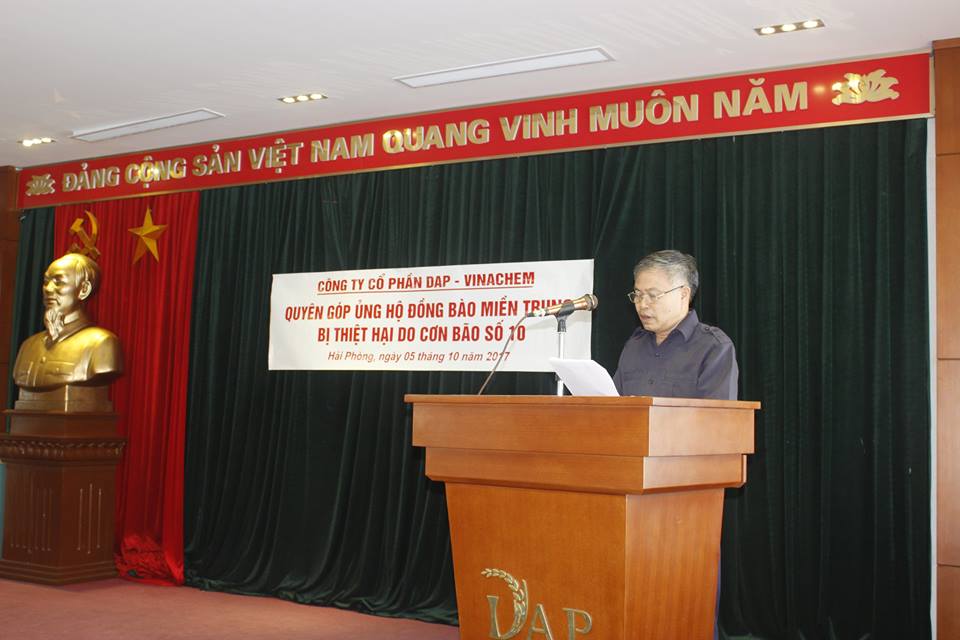 ĐẢNG CỘNG SẢN VIỆT NAM QUANG VINH MUÔN NĂM
CÔNG TY CỔ PHẦN DAP - VINACHEM
QUYÊN GÓP ỦNG HỘ ĐỒNG BÀO MIỀN TRUNG
BỊ THIỆT HẠI DO CƠN BÃO SỐ 10
Hải Phòng, ngày 05 tháng 10 năm 2017
DAP